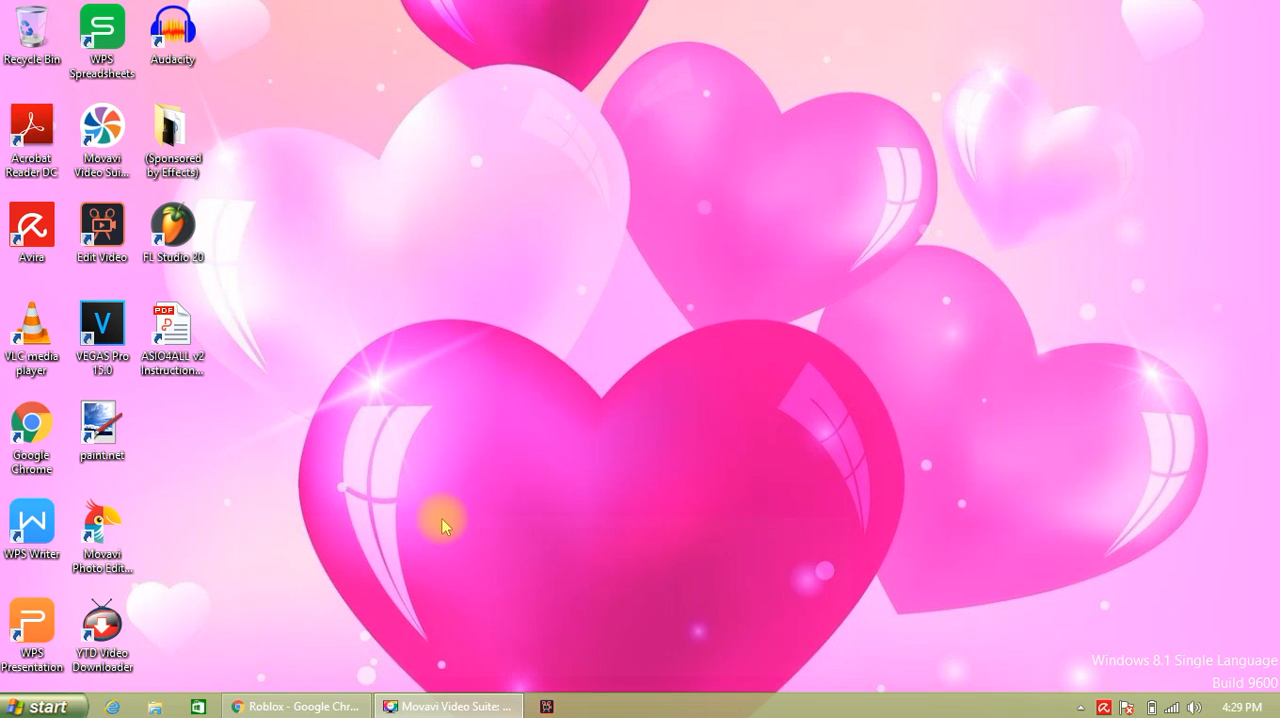 Recycle Bin
WPS
Spreadsheets
Audacity
Acrobat
Reader DC
Movavi
Video Sui...
(Sponsored
by Effects)
Avira
Edit Video
FL Studio 20
VLC media
player
VEGAS Pro
15.0
PDF
ASIO4ALL v2
Instruction...
Google
Chrome
paint.net
WPS Writer
Movavi
Photo Edit...
WPS
Presentation
YTD Video
Downloader
Windows 8.1 Single Language
Build 9600
start
Roblox - Google Chr...
Movavi Video Suite: ...
4:29 PM